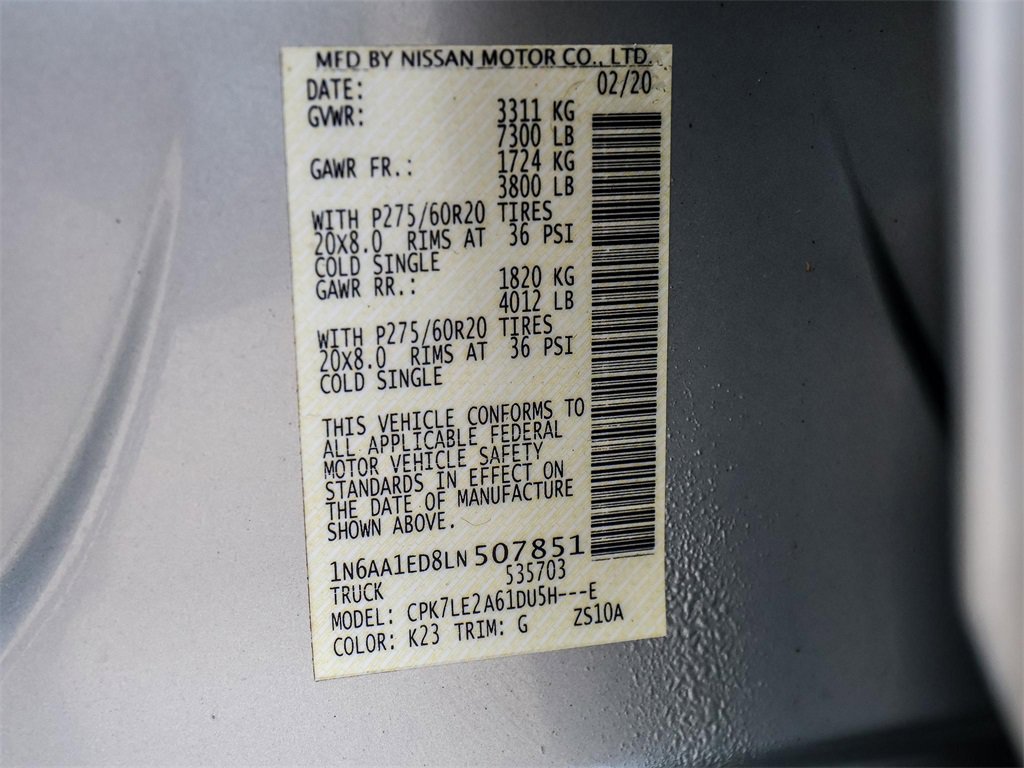 MFD BY NISSAN MOTOR CO., LTD.
DATE: 02/20
GVWR: 3311 KG
7300 LB
GAWR FR.: 1724 KG
3800 LB
WITH P275/60R20 TIRES
20x8.0 RIMS AT 36 PSI
COLD SINGLE
GAWR RR.: 1820 KG
4012 LB
WITH P275/60R20 TIRES
20x8.0 RIMS AT 36 PSI
COLD SINGLE
THIS VEHICLE CONFORMS TO
ALL APPLICABLE FEDERAL
MOTOR VEHICLE SAFETY
STANDARDS IN EFFECT ON
THE DATE OF MANUFACTURE
SHOWN ABOVE.
1N6AA1ED8LN 507851
TRUCK 535703
MODEL: CPK7LE2A61DU5H---E
COLOR: K23 TRIM: G ZS10A